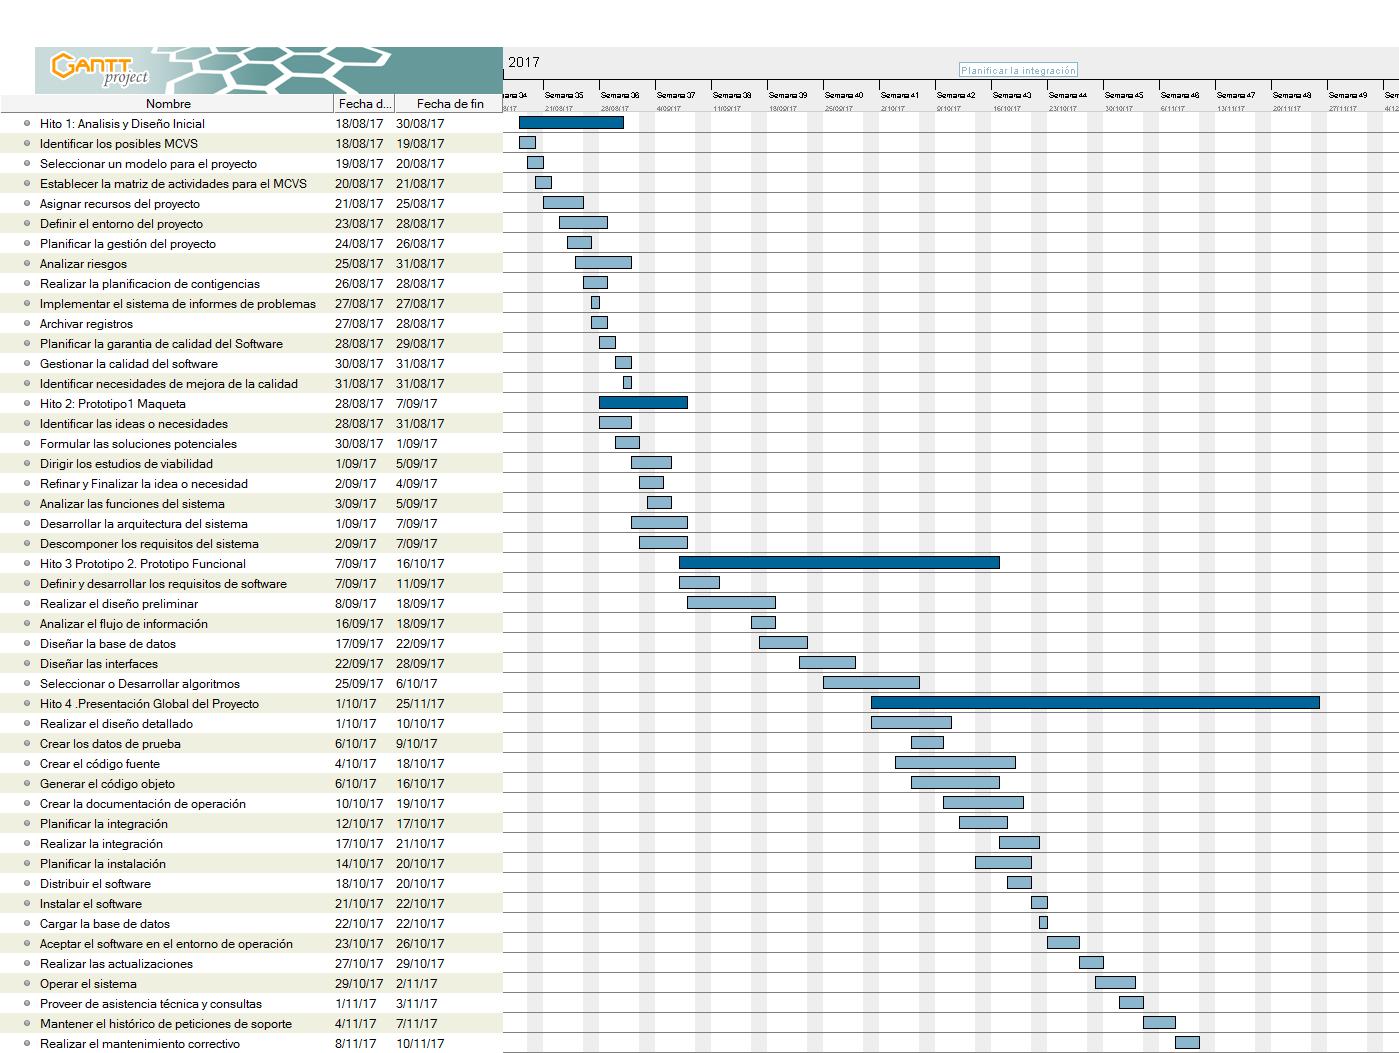 GANTT
project
2017
Planificar la integración
na 34 Semana 35 Semana 36 Semana 37 Semana 38 Semana 39 Semana 40 Semana 41 Semana 42 Semana 43 Semana 44 Semana 45 Semana 46 Semana 47 Semana 48 Semana 49 Sem
8/17 21/08/17 28/08/17 4/09/17 11/09/17 18/09/17 25/09/17 2/10/17 9/10/17 16/10/17 23/10/17 30/10/17 6/11/17 13/11/17 20/11/17 27/11/17 4/12
Nombre Fecha d... Fecha de fin
Hito 1: Analisis y Diseño Inicial 18/08/17 30/08/17
Identificar los posibles MCVS 18/08/17 19/08/17
Seleccionar un modelo para el proyecto 19/08/17 20/08/17
Establecer la matriz de actividades para el MCVS 20/08/17 21/08/17
Asignar recursos del proyecto 21/08/17 25/08/17
Definir el entorno del proyecto 23/08/17 28/08/17
Planificar la gestión del proyecto 24/08/17 26/08/17
Analizar riesgos 25/08/17 31/08/17
Realizar la planificacion de contigencias 26/08/17 28/08/17
Implementar el sistema de informes de problemas 27/08/17 27/08/17
Archivar registros 27/08/17 28/08/17
Planificar la garantia de calidad del Software 28/08/17 29/08/17
Gestionar la calidad del software 30/08/17 31/08/17
Identificar necesidades de mejora de la calidad 31/08/17 31/08/17
Hito 2: Prototipo1 Maqueta 28/08/17 7/09/17
Identificar las ideas o necesidades 28/08/17 31/08/17
Formular las soluciones potenciales 30/08/17 1/09/17
Dirigir los estudios de viabilidad 1/09/17 5/09/17
Refinar y Finalizar la idea o necesidad 2/09/17 4/09/17
Analizar las funciones del sistema 3/09/17 5/09/17
Desarrollar la arquitectura del sistema 1/09/17 7/09/17
Descomponer los requisitos del sistema 2/09/17 7/09/17
Hito 3 Prototipo 2. Prototipo Funcional 7/09/17 16/10/17
Definir y desarrollar los requisitos de software 7/09/17 11/09/17
Realizar el diseño preliminar 8/09/17 18/09/17
Analizar el flujo de información 16/09/17 18/09/17
Diseñar la base de datos 17/09/17 22/09/17
Diseñar las interfaces 22/09/17 28/09/17
Seleccionar o Desarrollar algoritmos 25/09/17 6/10/17
Hito 4 .Presentación Global del Proyecto 1/10/17 25/11/17
Realizar el diseño detallado 1/10/17 10/10/17
Crear los datos de prueba 6/10/17 9/10/17
Crear el código fuente 4/10/17 18/10/17
Generar el código objeto 6/10/17 16/10/17
Crear la documentación de operación 10/10/17 19/10/17
Planificar la integración 12/10/17 17/10/17
Realizar la integración 17/10/17 21/10/17
Planificar la instalación 14/10/17 20/10/17
Distribuir el software 18/10/17 20/10/17
Instalar el software 21/10/17 22/10/17
Cargar la base de datos 22/10/17 22/10/17
Aceptar el software en el entorno de operación 23/10/17 26/10/17
Realizar las actualizaciones 27/10/17 29/10/17
Operar el sistema 29/10/17 2/11/17
Proveer de asistencia técnica y consultas 1/11/17 3/11/17
Mantener el histórico de peticiones de soporte 4/11/17 7/11/17
Realizar el mantenimiento correctivo 8/11/17 10/11/17